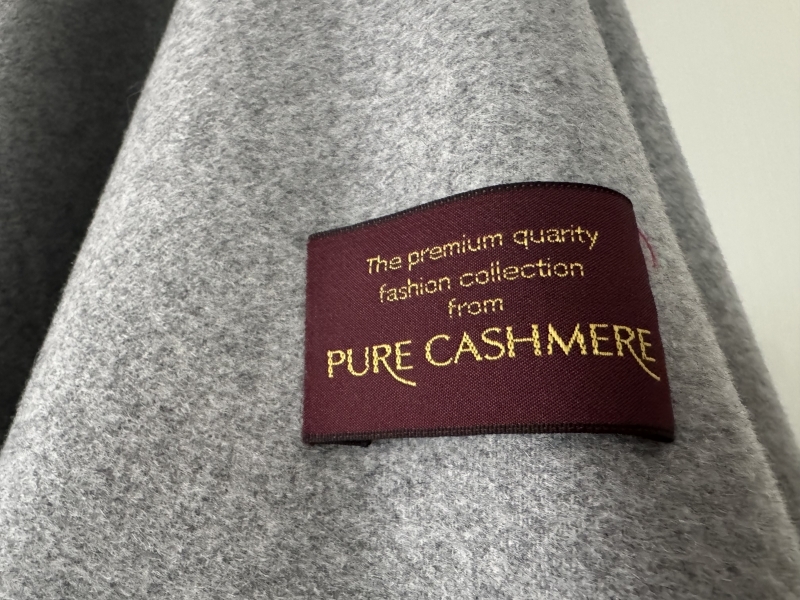 The premium quarity
fashion collection
from
PURE CASHMERE